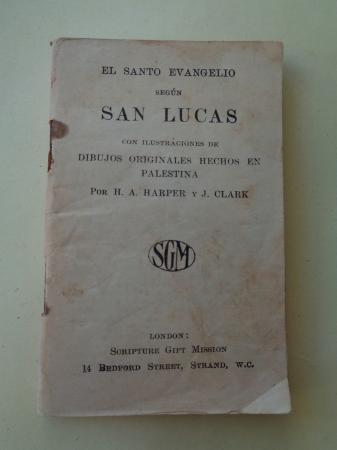 EL SANTO EVANGELIO
SEGÚN
SAN LUCAS
CON ILUSTRACIONES DE
DIBUJOS ORIGINALES HECHOS EN
PALESTINA
POR H. A. HARPER Y J. CLARK
SGM
LONDON:
SCRIPTURE GIFT MISSION
14 BEDFORD STREET, STRAND, W.C.